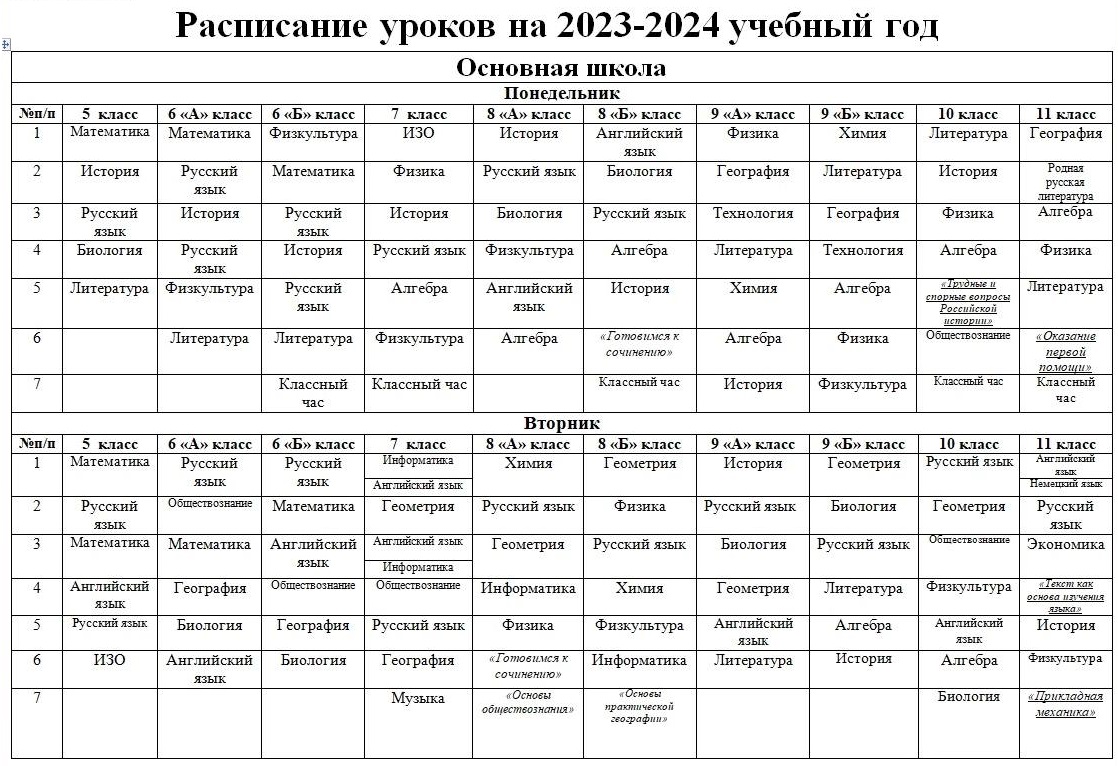 Расписание уроков на 2023-2024 учебный год
Основная школа
Понедельник
№п/п 5 класс 6 «А» класс 6 «Б» класс 7 класс 8 «А» класс 8 «Б» класс 9 «А» класс 9 «Б» класс 10 класс 11 класс
1 Математика Математика Физкультура ИЗО История Английский язык Физика Химия Литература География
2 История Русский язык Математика Физика Русский язык Биология География Литература История Родная русская литература
3 Русский язык История Русский язык История Биология Русский язык Технология География Физика Алгебра
4 Биология Русский язык История Русский язык Физкультура Алгебра Литература Технология Алгебра Физика
5 Литература Физкультура Русский язык Алгебра Английский язык История Химия Алгебра «Трудные и спорные вопросы Российской истории» Литература
6 Литература Литература Физкультура Алгебра «Готовимся к сочинению» Алгебра Физика Обществознание «Оказание первой помощи»
7 Классный час Классный час Классный час История Физкультура Классный час Классный час
Вторник
№п/п 5 класс 6 «А» класс 6 «Б» класс 7 класс 8 «А» класс 8 «Б» класс 9 «А» класс 9 «Б» класс 10 класс 11 класс
1 Математика Русский язык Русский язык Информатика Английский язык Химия Геометрия История Геометрия Русский язык Английский язык Немецкий язык
2 Русский язык Обществознание Математика Геометрия Русский язык Физика Русский язык Биология Геометрия Русский язык
3 Математика Математика Английский язык Английский язык Информатика Геометрия Русский язык Биология Русский язык Обществознание Экономика
4 Английский язык География Обществознание Обществознание Информатика Химия Геометрия Литература Физкультура «Текст как основа изучения языка»
5 Русский язык Биология География Русский язык Физика Физкультура Английский язык Алгебра Английский язык История
6 ИЗО Английский язык Биология География «Готовимся к сочинению» Информатика Литература История Алгебра Физкультура
7 Музыка «Основы обществознания» «Основы практической географии» Биология «Прикладная механика»